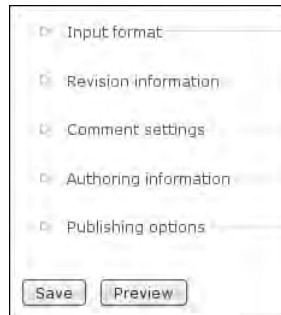 Input format
Revision information
Comment settings
Authoring information
Publishing options
Save Preview